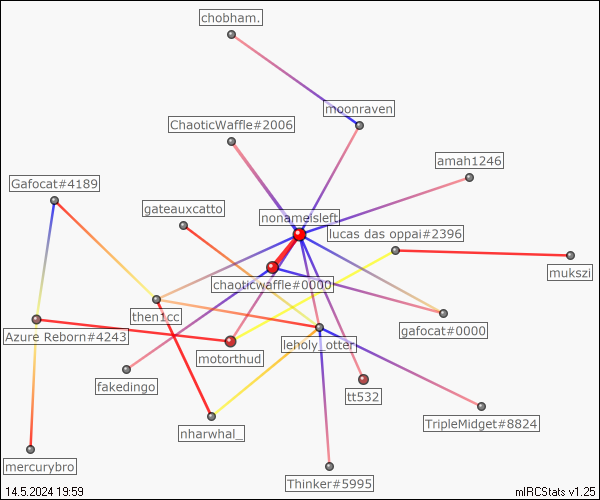 chobham.
moonraven
ChaoticWaffle#2006
amah1246
Gafocat#4189
gateauxcatto
nonameisleft
lucas das oppai#2396
mukszi
chaoticwaffle#0000
then1cc
gafocat#0000
Azure Reborn#4243
leholy_otter
motorthud
fakedingo
tt532
TripleMidget#8824
nharwhal_
mercurybro
Thinker#5995
14.5.2024 19:59
mIRCStats v1.25